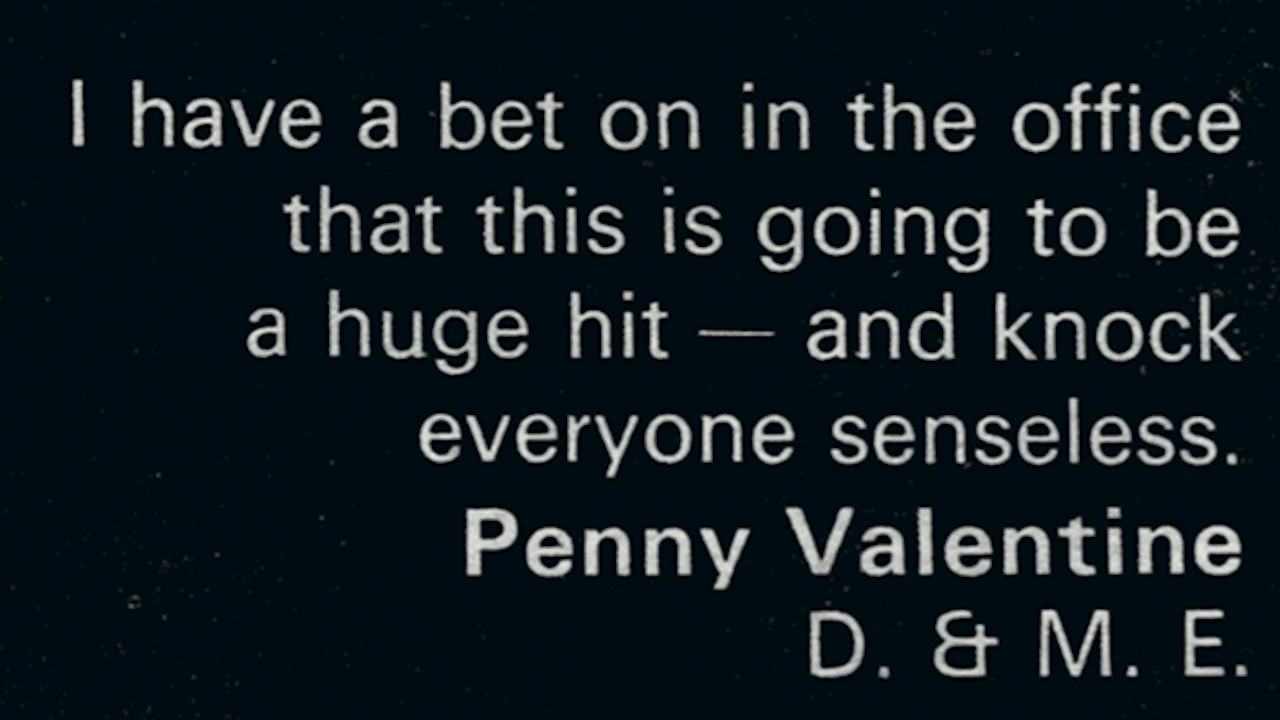 I have a bet on in the office
that this is going to be
a huge hit — and knock
everyone senseless.
Penny Valentine
D. & M. E.